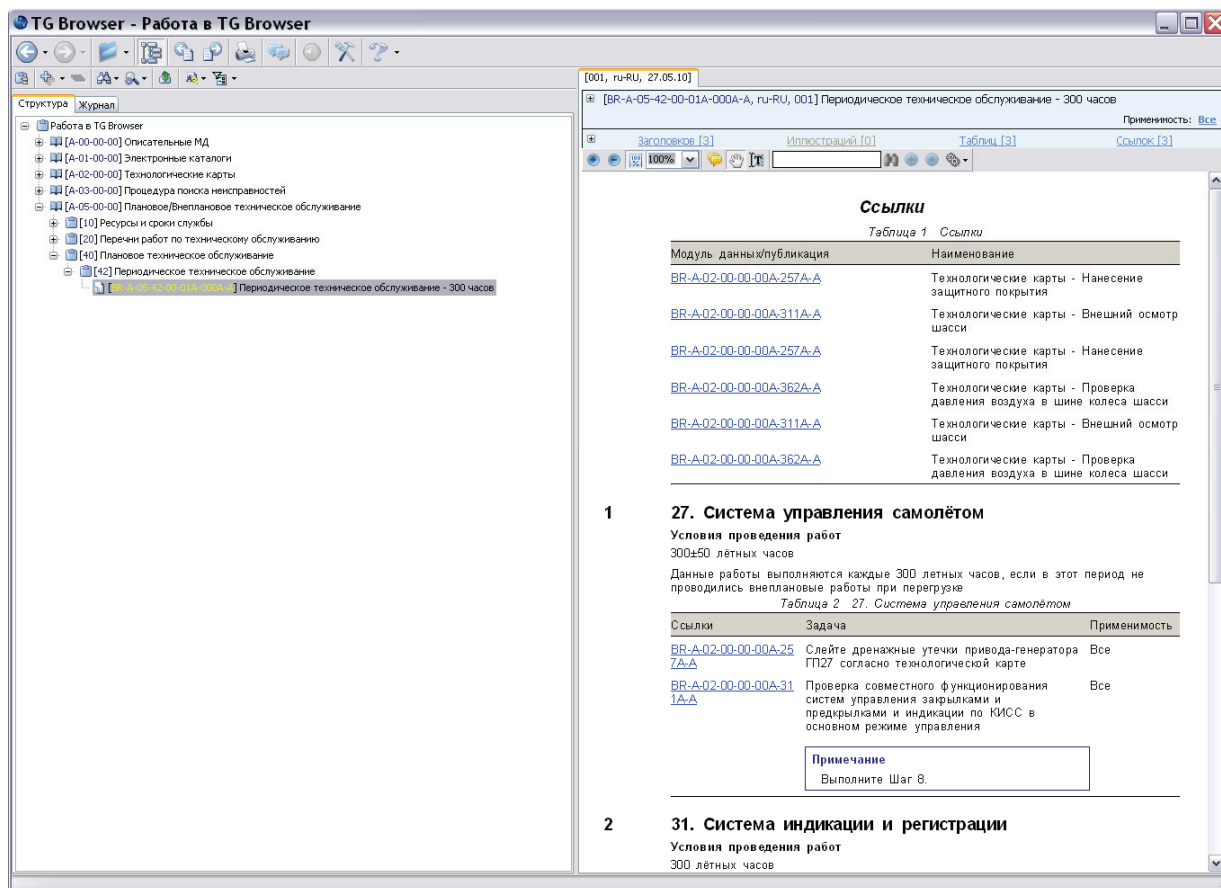 TG Browser - Работа в TG Browser
Структура
Журнал
Работа в TG Browser
[A-00-00-00] Описательные МД
[A-01-00-00] Электронные каталоги
[A-02-00-00] Технологические карты
[A-03-00-00] Процедура поиска неисправностей
[A-05-00-00] Плановое/Внеплановое техническое обслуживание
[10] Ресурсы и сроки службы
[20] Перечни работ по техническому обслуживанию
[40] Плановое техническое обслуживание
[42] Периодическое техническое обслуживание
[BR-A-05-42-00-01A-000A-A] Периодическое техническое обслуживание - 300 часов
[001, ru-RU, 27.05.10]
[BR-A-05-42-00-01A-000A-A, ru-RU, 001] Периодическое техническое обслуживание - 300 часов
Применимость: Все
Заголовков [3] Иллюстраций [0] Таблиц [3] Ссылок [3]
100%
Ссылки
Таблица 1 Ссылки
Модуль данных/публикация Наименование
BR-A-02-00-00-00A-257A-A Технологические карты - Нанесение
защитного покрытия
BR-A-02-00-00-00A-311A-A Технологические карты - Внешний осмотр
шасси
BR-A-02-00-00-00A-257A-A Технологические карты - Нанесение
защитного покрытия
BR-A-02-00-00-00A-362A-A Технологические карты - Проверка
давления воздуха в шине колеса шасси
BR-A-02-00-00-00A-311A-A Технологические карты - Внешний осмотр
шасси
BR-A-02-00-00-00A-362A-A Технологические карты - Проверка
давления воздуха в шине колеса шасси
1 27. Система управления самолётом
Условия проведения работ
300±50 лётных часов
Данные работы выполняются каждые 300 летных часов, если в этот период не
проводились внеплановые работы при перегрузке
Таблица 2 27. Система управления самолётом
Ссылки Задача Применимость
BR-A-02-00-00-00A-25 Слейте дренажные утечки привода-генератора Все
7A-A ГП27 согласно технологической карте
BR-A-02-00-00-00A-31 Проверка совместного функционирования Все
1A-A систем управления закрылками и
предкрылками и индикации по КИСС в
основном режиме управления
Примечание
Выполните Шаг 8.
2 31. Система индикации и регистрации
Условия проведения работ
300 лётных часов